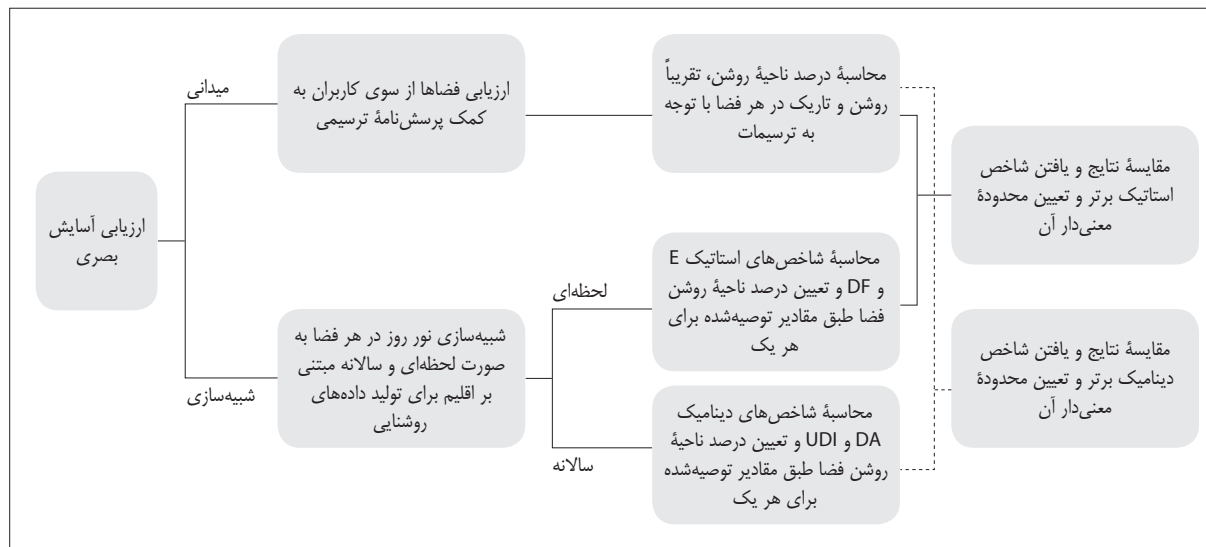 ارزیابی آسایش
بصری
میدانی
شبیه‌سازی
ارزیابی فضاها از سوی کاربران به
کمک پرسش‌نامهٔ ترسیمی
شبیه‌سازی نور روز در هر فضا به
صورت لحظه‌ای و سالانه مبتنی
بر اقلیم برای تولید داده‌های
روشنایی
لحظه‌ای
سالانه
محاسبهٔ درصد ناحیهٔ روشن، تقریباً
روشن و تاریک در هر فضا با توجه
به ترسیمات
محاسبهٔ شاخص‌های استاتیک E
و DF و تعیین درصد ناحیهٔ روشن
فضا طبق مقادیر توصیه‌شده برای
هر یک
محاسبهٔ شاخص‌های دینامیک
DA و UDI و تعیین درصد ناحیهٔ
روشن فضا طبق مقادیر توصیه‌شده
برای هر یک
مقایسهٔ نتایج و یافتن شاخص
استاتیک برتر و تعیین محدودهٔ
معنی‌دار آن
مقایسهٔ نتایج و یافتن شاخص
دینامیک برتر و تعیین محدودهٔ
معنی‌دار آن